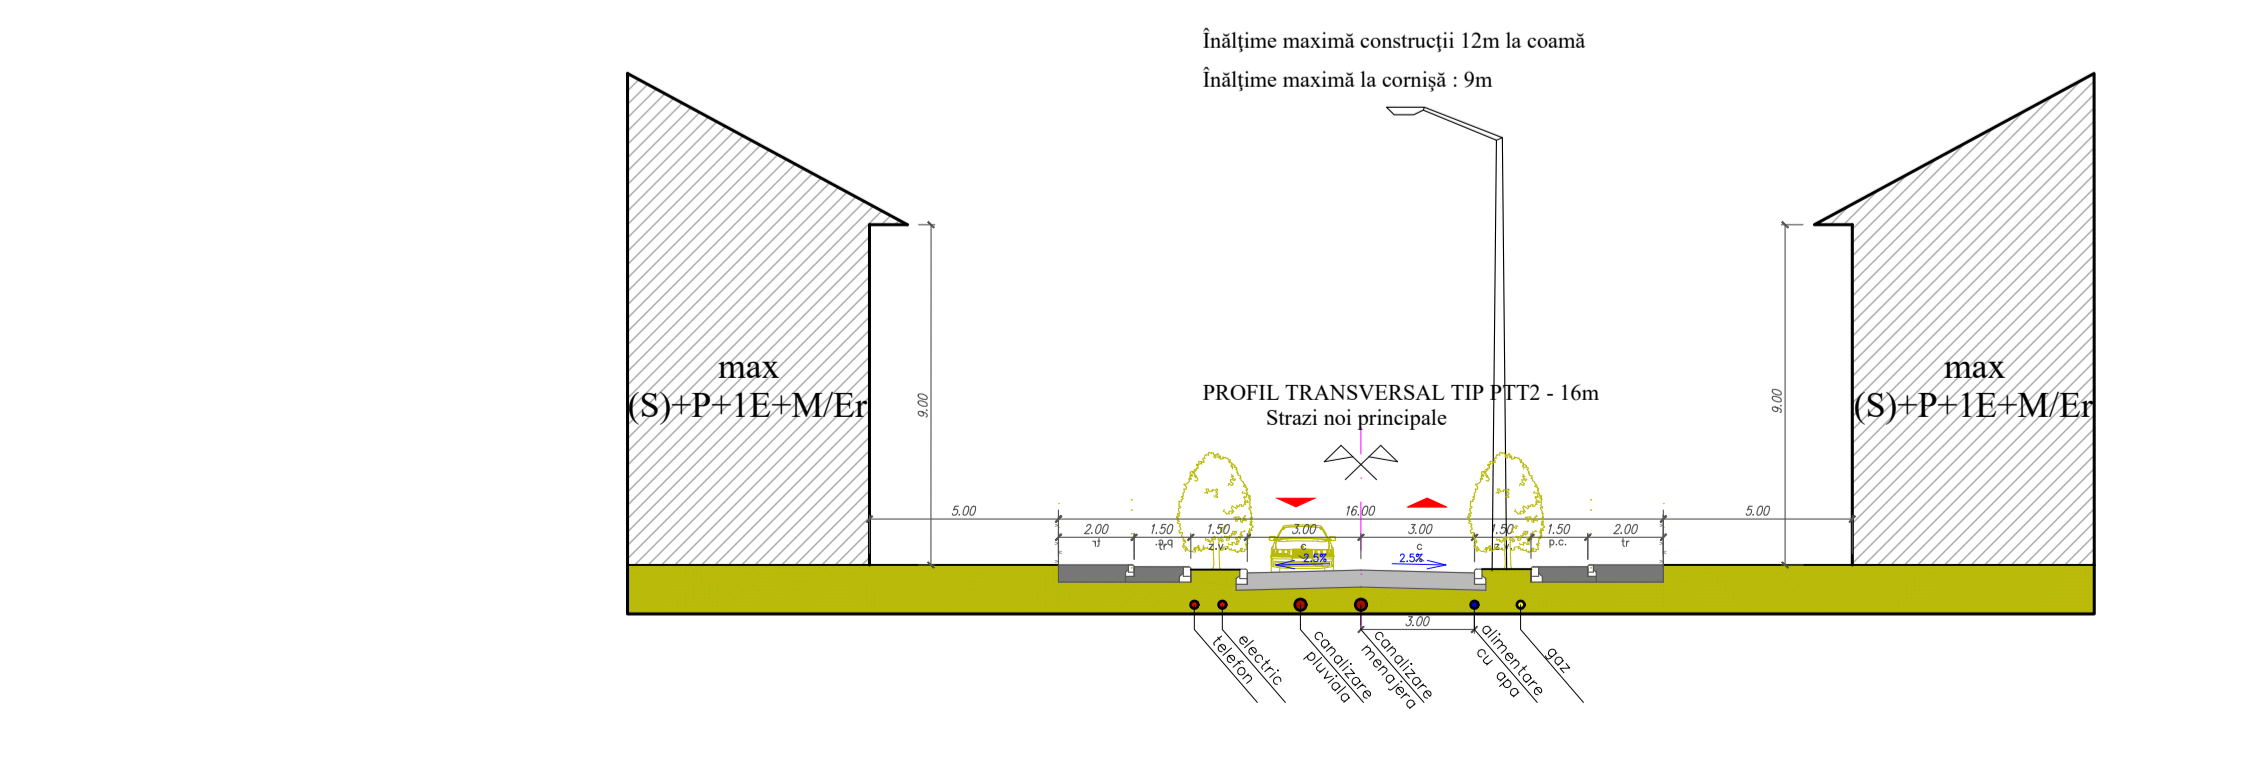 Înălţime maximă construcţii 12m la coamă
Înălţime maximă la cornişă : 9m
max
(S)+P+1E+M/Er
max
(S)+P+1E+M/Er
9.00
9.00
PROFIL TRANSVERSAL TIP PTT2 - 16m
Strazi noi principale
5.00
16.00
5.00
2.00
1.50
1.50
3.00
3.00
1.50
1.50
2.00
z.v.
c
c
p.c.
tr
2.5%
2.5%
3.00
telefon
electric
canalizare
pluviala
canalizare
menajera
alimentare
cu apa
gaz